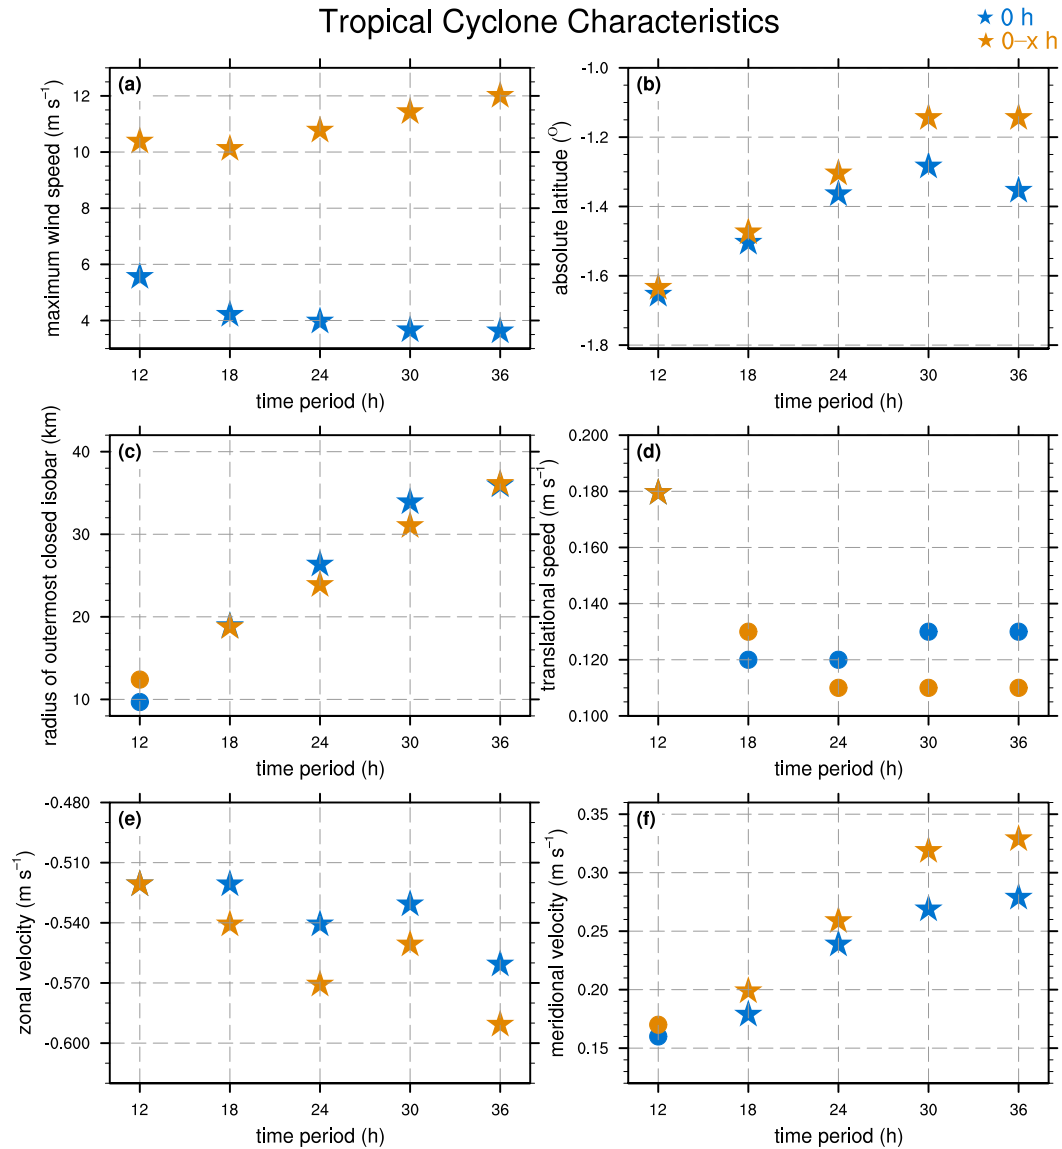 Tropical Cyclone Characteristics
★ 0 h
★ 0−x h
(a)
maximum wind speed (m s⁻¹)
12
10
8
6
4
12 18 24 30 36
time period (h)
(b)
absolute latitude (°)
-1.0
-1.2
-1.4
-1.6
-1.8
12 18 24 30 36
time period (h)
(c)
radius of outermost closed isobar (km)
40
30
20
10
12 18 24 30 36
time period (h)
(d)
translational speed (m s⁻¹)
0.200
0.180
0.160
0.140
0.120
0.100
12 18 24 30 36
time period (h)
(e)
zonal velocity (m s⁻¹)
-0.480
-0.510
-0.540
-0.570
-0.600
12 18 24 30 36
time period (h)
(f)
meridional velocity (m s⁻¹)
0.35
0.30
0.25
0.20
0.15
12 18 24 30 36
time period (h)